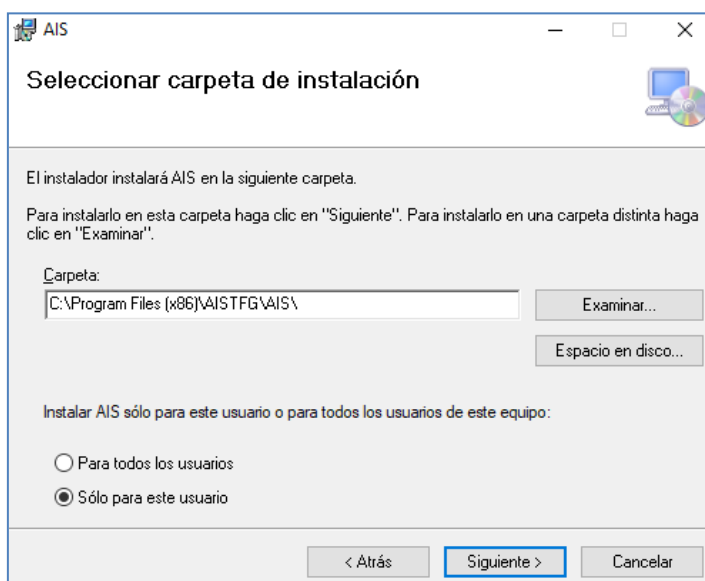 AIS
Seleccionar carpeta de instalación
El instalador instalará AIS en la siguiente carpeta.
Para instalarlo en esta carpeta haga clic en "Siguiente". Para instalarlo en una carpeta distinta haga
clic en "Examinar".
Carpeta:
C:\Program Files (x86)\AISTFG\AIS\
Examinar...
Espacio en disco...
Instalar AIS sólo para este usuario o para todos los usuarios de este equipo:
Para todos los usuarios
Sólo para este usuario
< Atrás
Siguiente >
Cancelar